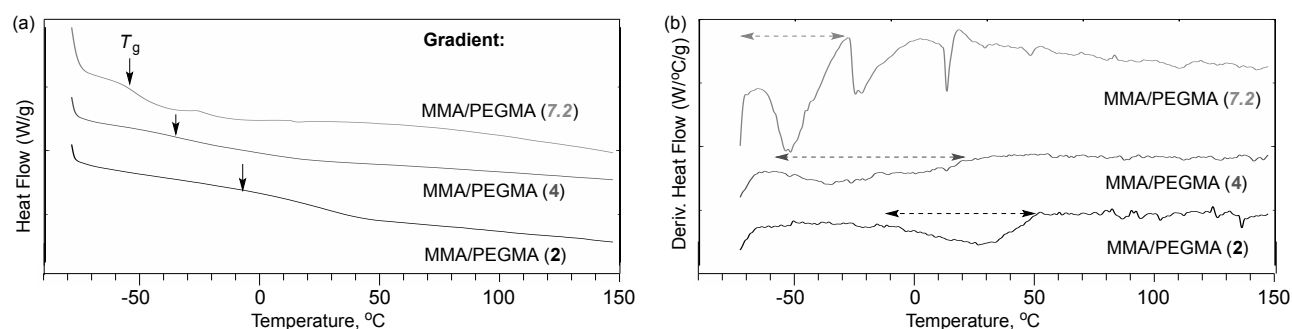 (a)
Tg
Gradient:
MMA/PEGMA (7.2)
MMA/PEGMA (4)
MMA/PEGMA (2)
Heat Flow (W/g)
-50 0 50 100 150
Temperature, °C
(b)
MMA/PEGMA (7.2)
MMA/PEGMA (4)
MMA/PEGMA (2)
Deriv. Heat Flow (W/°C/g)
-50 0 50 100 150
Temperature, °C